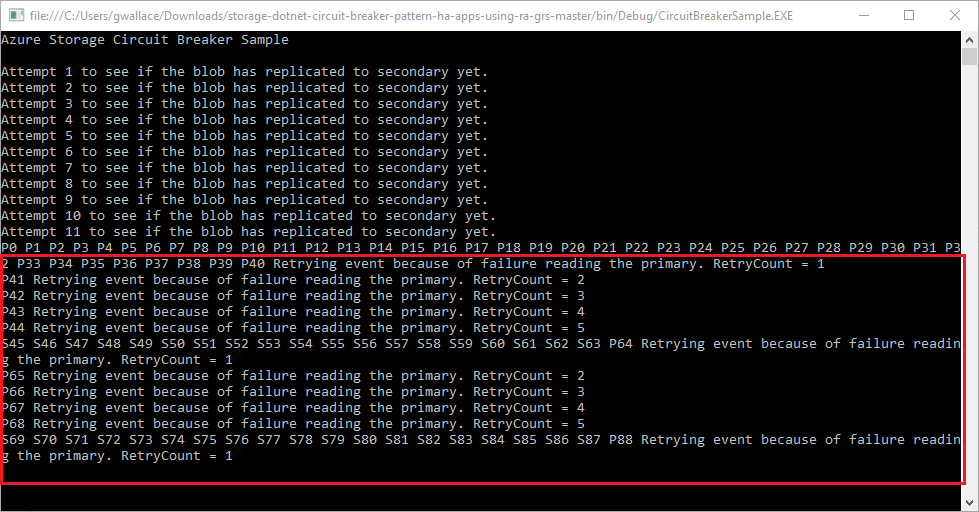 file:///C:/Users/gwallace/Downloads/storage-dotnet-circuit-breaker-pattern-ha-apps-using-ra-grs-master/bin/Debug/CircuitBreakerSample.EXE
Azure Storage Circuit Breaker Sample
Attempt 1 to see if the blob has replicated to secondary yet.
Attempt 2 to see if the blob has replicated to secondary yet.
Attempt 3 to see if the blob has replicated to secondary yet.
Attempt 4 to see if the blob has replicated to secondary yet.
Attempt 5 to see if the blob has replicated to secondary yet.
Attempt 6 to see if the blob has replicated to secondary yet.
Attempt 7 to see if the blob has replicated to secondary yet.
Attempt 8 to see if the blob has replicated to secondary yet.
Attempt 9 to see if the blob has replicated to secondary yet.
Attempt 10 to see if the blob has replicated to secondary yet.
Attempt 11 to see if the blob has replicated to secondary yet.
P0 P1 P2 P3 P4 P5 P6 P7 P8 P9 P10 P11 P12 P13 P14 P15 P16 P17 P18 P19 P20 P21 P22 P23 P24 P25 P26 P27 P28 P29 P30 P31 P3
2 P33 P34 P35 P36 P37 P38 P39 P40 Retrying event because of failure reading the primary. RetryCount = 1
P41 Retrying event because of failure reading the primary. RetryCount = 2
P42 Retrying event because of failure reading the primary. RetryCount = 3
P43 Retrying event because of failure reading the primary. RetryCount = 4
P44 Retrying event because of failure reading the primary. RetryCount = 5
S45 S46 S47 S48 S49 S50 S51 S52 S53 S54 S55 S56 S57 S58 S59 S60 S61 S62 S63 P64 Retrying event because of failure readin
g the primary. RetryCount = 1
P65 Retrying event because of failure reading the primary. RetryCount = 2
P66 Retrying event because of failure reading the primary. RetryCount = 3
P67 Retrying event because of failure reading the primary. RetryCount = 4
P68 Retrying event because of failure reading the primary. RetryCount = 5
S69 S70 S71 S72 S73 S74 S75 S76 S77 S78 S79 S80 S81 S82 S83 S84 S85 S86 S87 P88 Retrying event because of failure readin
g the primary. RetryCount = 1